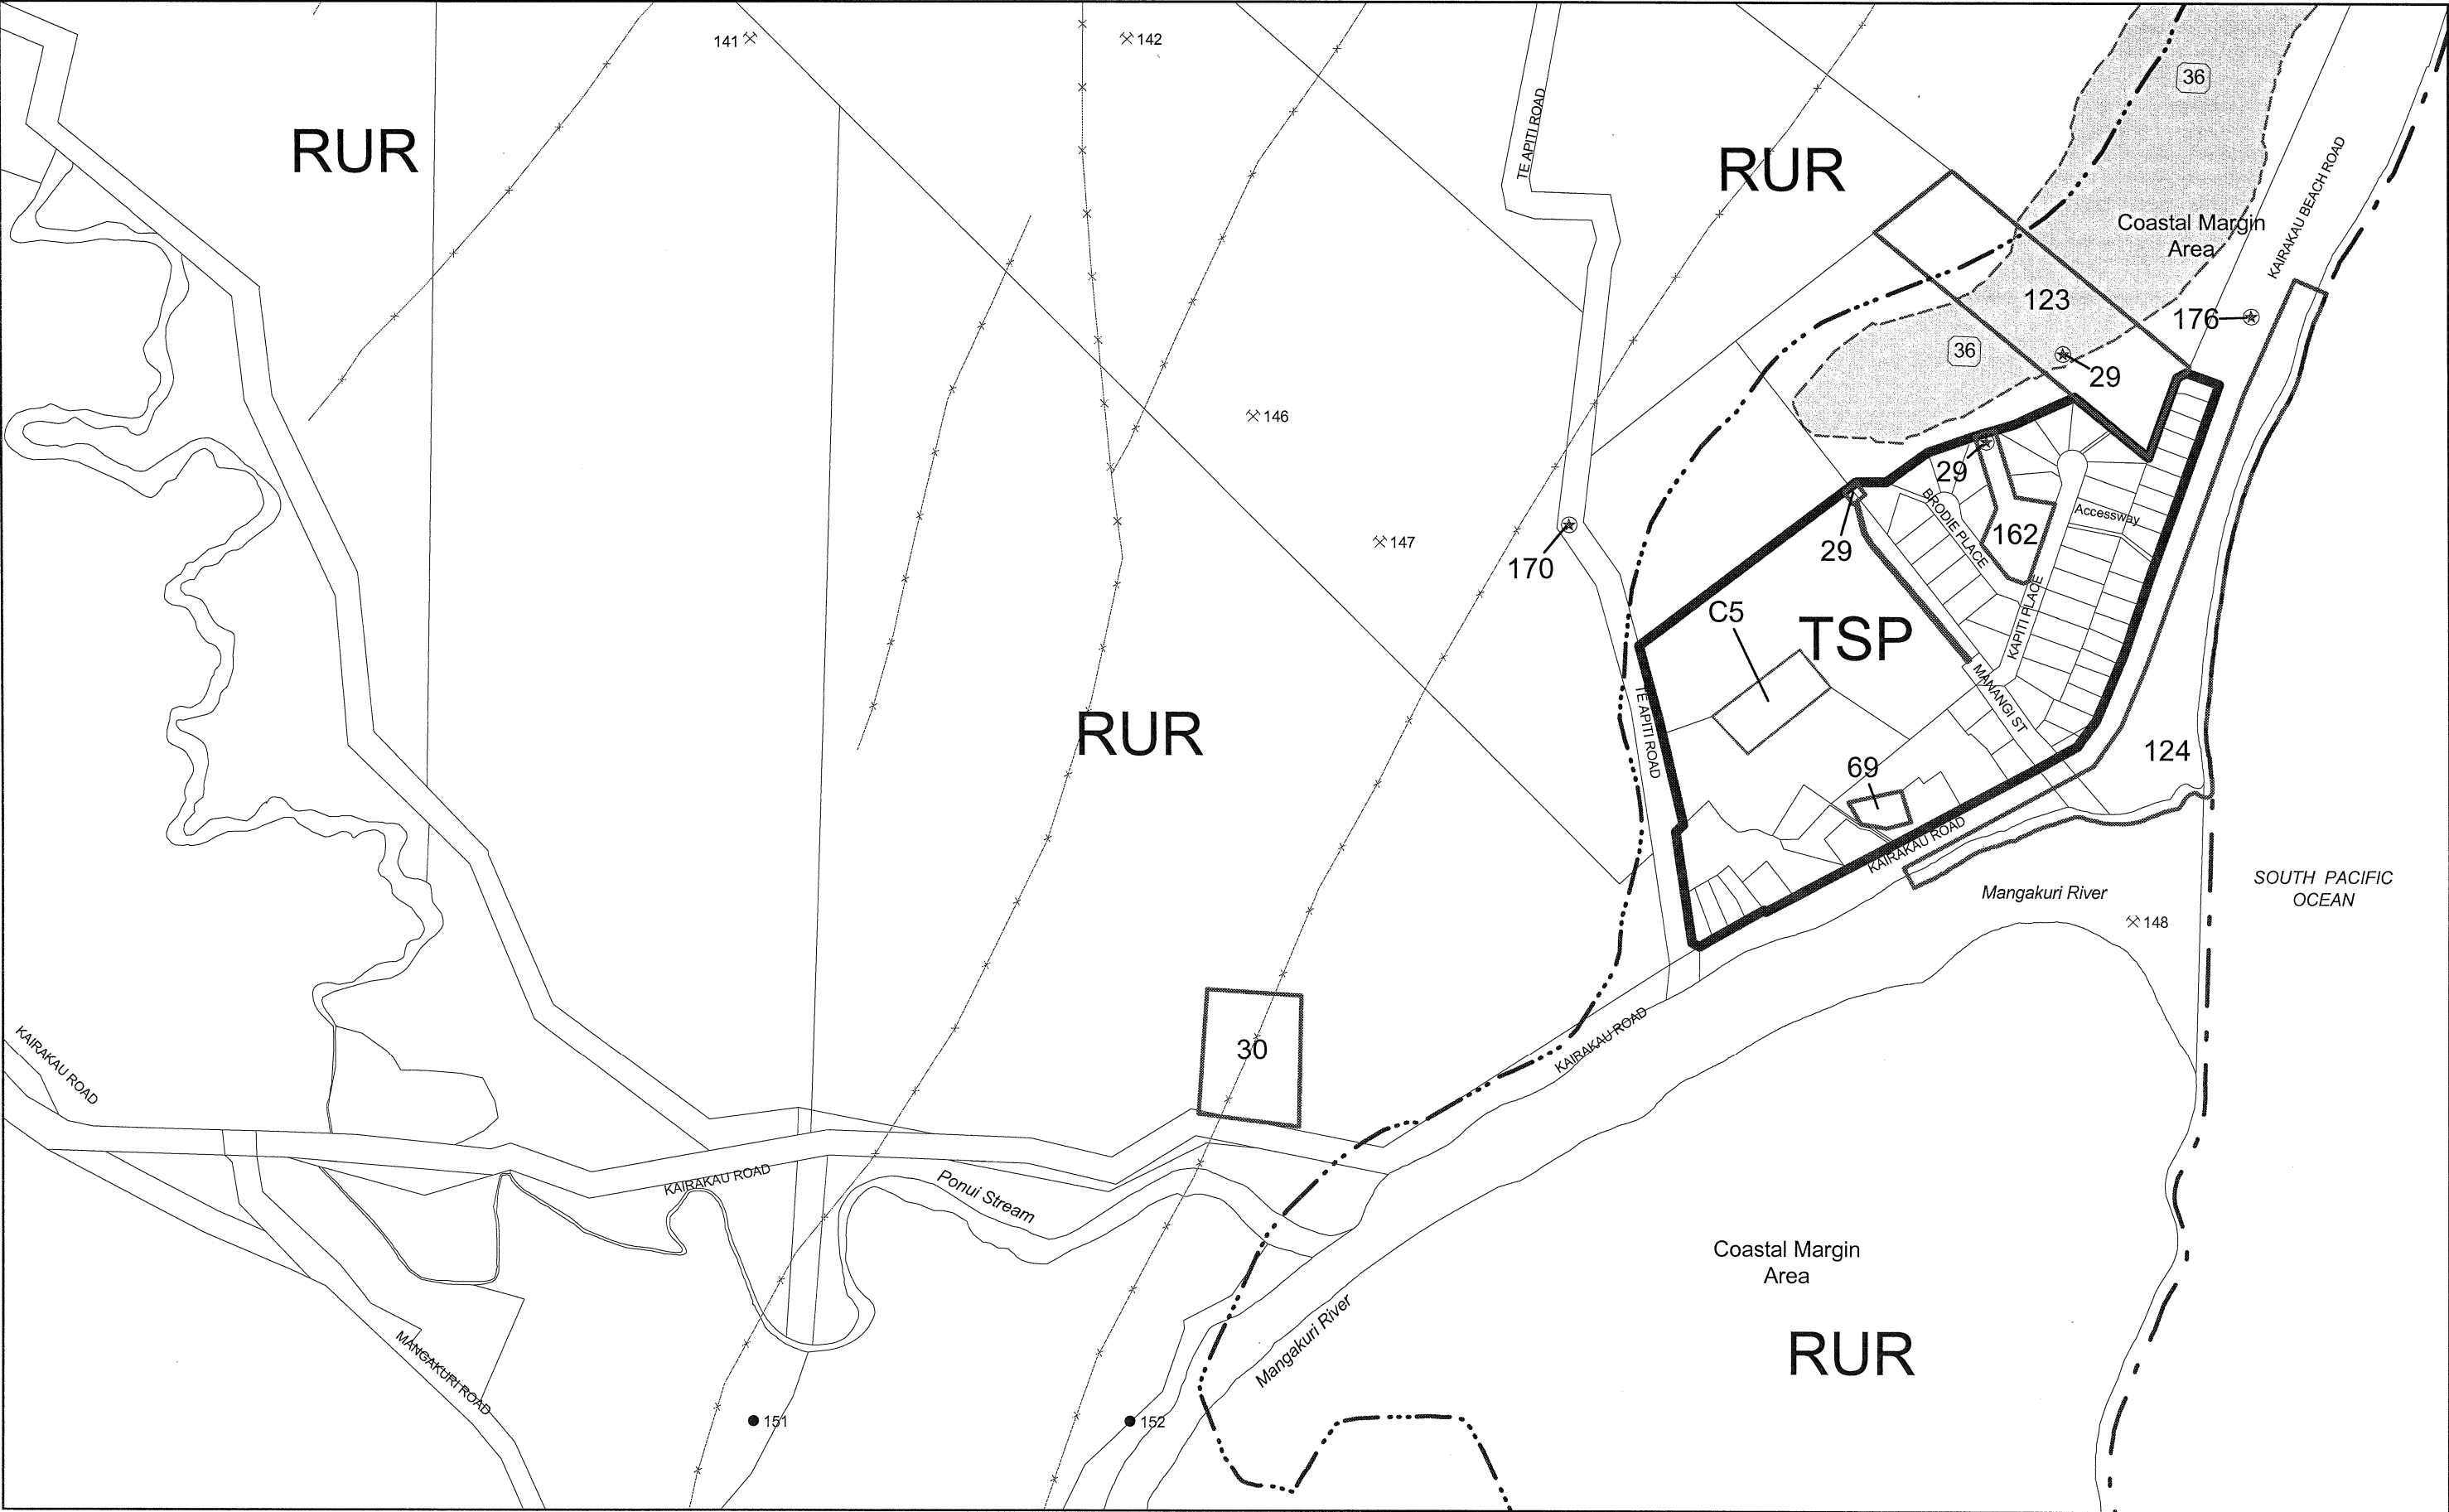 141
142
36
RUR
TE APITI ROAD
RUR
KAIRAKAU BEACH ROAD
Coastal Margin
Area
123
176
36
29
146
29
Accessway
BRODIE PLACE
162
147
29
170
C5
TSP
KAPITI PLACE
MANANGI ST
RUR
TE APITI ROAD
124
69
KAIRAKAU ROAD
SOUTH PACIFIC
OCEAN
Mangakuri River
148
30
KAIRAKAU ROAD
KAIRAKAU ROAD
KAIRAKAU ROAD
Ponui Stream
Coastal Margin
Area
Mangakuri River
RUR
MANGAKURI ROAD
151
152